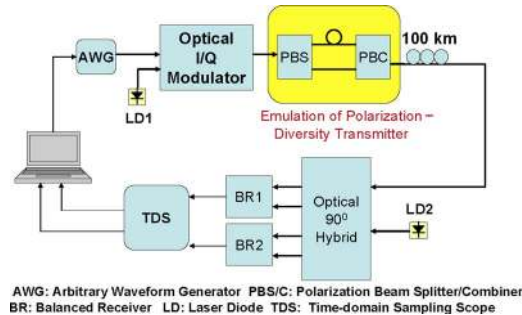 AWG
Optical
I/Q
Modulator
LD1
PBS
PBC
100 km
Emulation of Polarization –
Diversity Transmitter
TDS
BR1
BR2
Optical
90⁰
Hybrid
LD2
AWG: Arbitrary Waveform Generator PBS/C: Polarization Beam Splitter/Combiner
BR: Balanced Receiver LD: Laser Diode TDS: Time-domain Sampling Scope